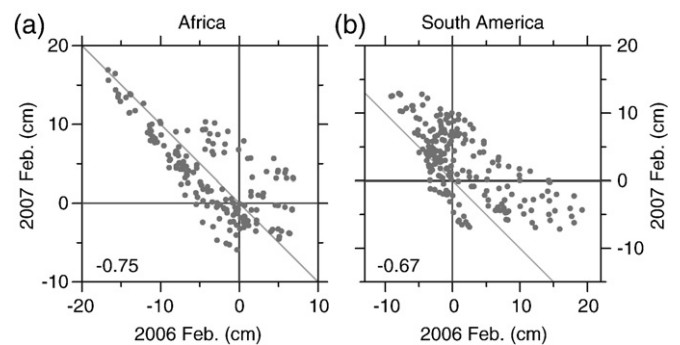 (a) Africa
(b) South America
20
10
0
-10
2007 Feb. (cm)
-0.75
-20 -10 0 10
2006 Feb. (cm)
-0.67
-10 0 10 20
2006 Feb. (cm)
20
10
0
-10
2007 Feb. (cm)